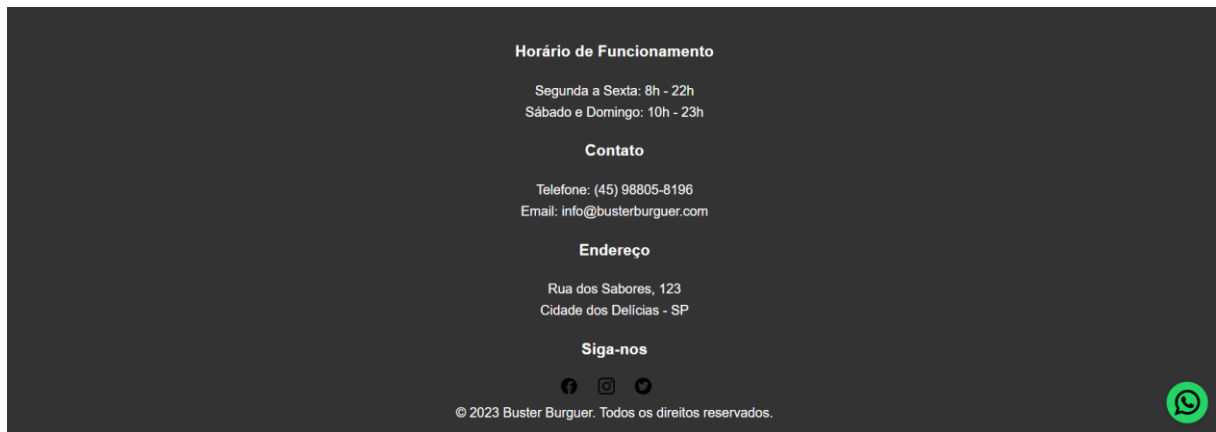 Horário de Funcionamento
Segunda a Sexta: 8h - 22h
Sábado e Domingo: 10h - 23h
Contato
Telefone: (45) 98805-8196
Email: info@busterburguer.com
Endereço
Rua dos Sabores, 123
Cidade dos Delícias - SP
Siga-nos
© 2023 Buster Burguer. Todos os direitos reservados.